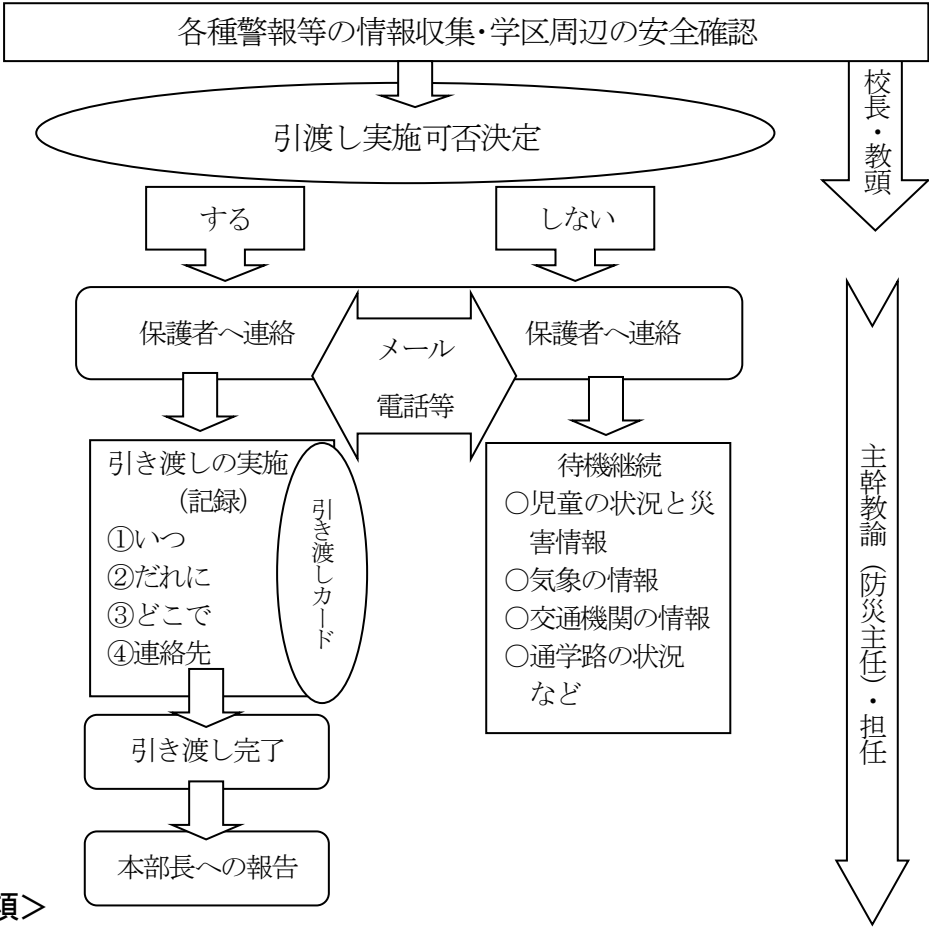 各種警報等の情報収集・学区周辺の安全確認
校長・教頭
引渡し実施可否決定
する
しない
保護者へ連絡
メール
電話等
保護者へ連絡
引き渡しの実施
（記録）
①いつ
②だれに
③どこで
④連絡先
引き渡しカード
待機継続
○児童の状況と災
害情報
○気象の情報
○交通機関の情報
○通学路の状況
など
主幹教諭（防災主任）・担任
引き渡し完了
本部長への報告
項＞